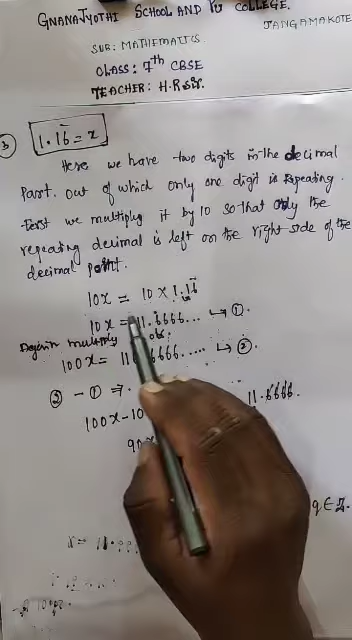 GNANAJYOTHI SCHOOL AND PU COLLEGE.
JANGAMAKOTE
SUB: MATHEMATICS
CLASS: 7th CBSE
TEACHER: H.R sir.
3 1.16̄ = x
Here we have two digits in the decimal
Part. out of which only one digit is repeating.
First we multiply it by 10 so that only the
repeating decimal is left on the right side of the
decimal point.
10x = 10 × 1.16̄
10x = 11.6666... ↳ ①.
Again multiply
100x = 116.6666..... ↳ ②.
② - ① ⇒
11.6666.
100x - 10
90x
q ∈ Z.